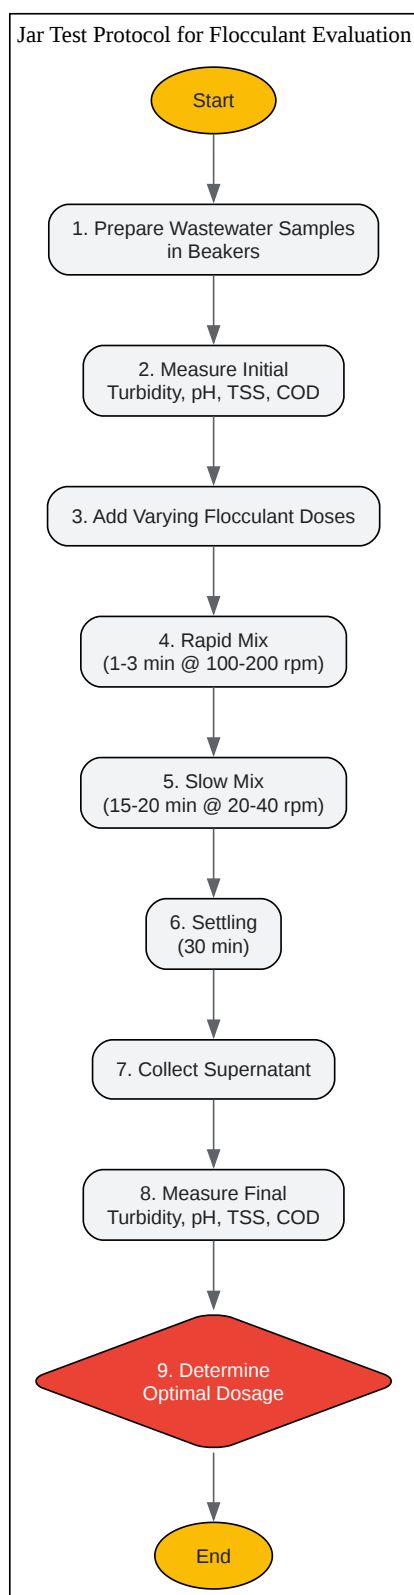 Jar Test Protocol for Flocculant Evaluation
Start
1. Prepare Wastewater Samples
in Beakers
2. Measure Initial
Turbidity, pH, TSS, COD
3. Add Varying Flocculant Doses
4. Rapid Mix
(1-3 min @ 100-200 rpm)
5. Slow Mix
(15-20 min @ 20-40 rpm)
6. Settling
(30 min)
7. Collect Supernatant
8. Measure Final
Turbidity, pH, TSS, COD
9. Determine
Optimal Dosage
End